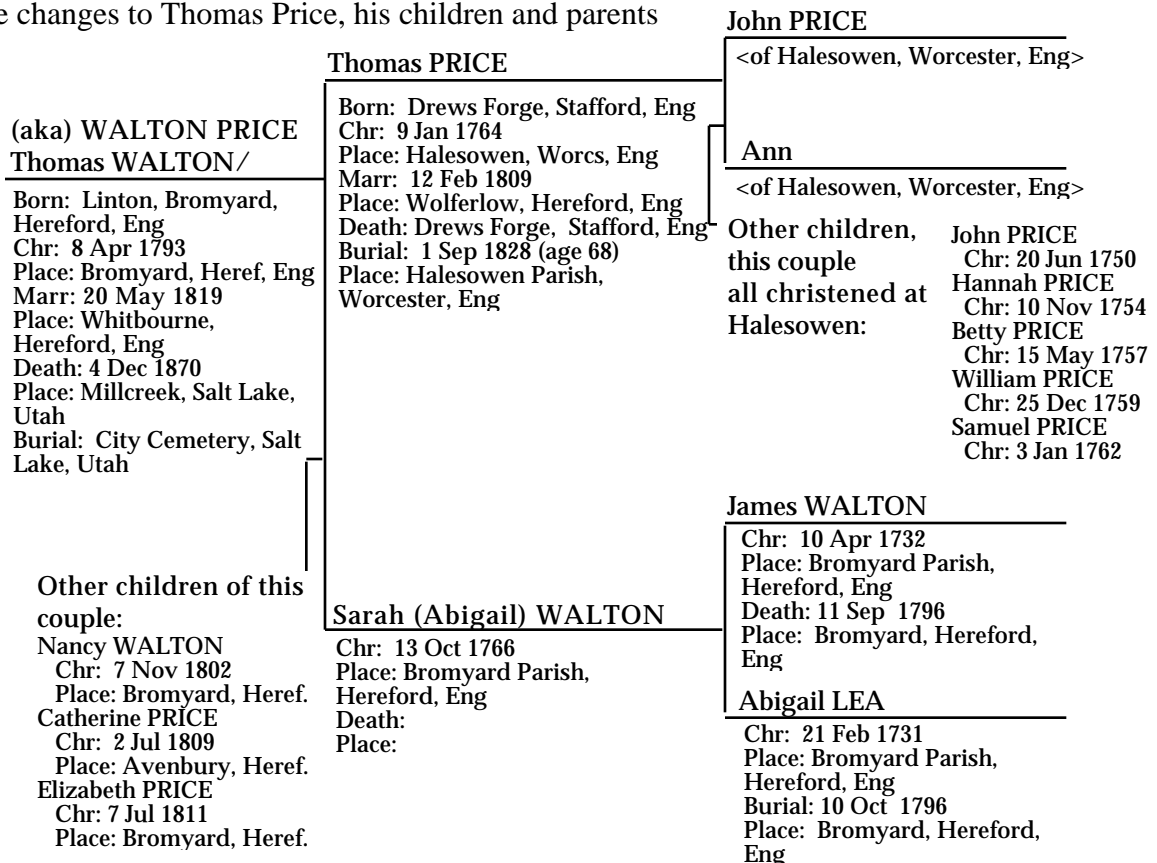 e changes to Thomas Price, his children and parents
(aka) WALTON PRICE
Thomas WALTON/
Born: Linton, Bromyard,
Hereford, Eng
Chr: 8 Apr 1793
Place: Bromyard, Heref, Eng
Marr: 20 May 1819
Place: Whitbourne,
Hereford, Eng
Death: 4 Dec 1870
Place: Millcreek, Salt Lake,
Utah
Burial: City Cemetery, Salt
Lake, Utah
Other children of this
couple:
Nancy WALTON
Chr: 7 Nov 1802
Place: Bromyard, Heref.
Catherine PRICE
Chr: 2 Jul 1809
Place: Avenbury, Heref.
Elizabeth PRICE
Chr: 7 Jul 1811
Place: Bromyard, Heref.
Thomas PRICE
Born: Drews Forge, Stafford, Eng
Chr: 9 Jan 1764
Place: Halesowen, Worcs, Eng
Marr: 12 Feb 1809
Place: Wolferlow, Hereford, Eng
Death: Drews Forge, Stafford, Eng
Burial: 1 Sep 1828 (age 68)
Place: Halesowen Parish,
Worcester, Eng
Sarah (Abigail) WALTON
Chr: 13 Oct 1766
Place: Bromyard Parish,
Hereford, Eng
Death:
Place:
John PRICE
<of Halesowen, Worcester, Eng>
Ann
<of Halesowen, Worcester, Eng>
Other children,
this couple
all christened at
Halesowen:
John PRICE
Chr: 20 Jun 1750
Hannah PRICE
Chr: 10 Nov 1754
Betty PRICE
Chr: 15 May 1757
William PRICE
Chr: 25 Dec 1759
Samuel PRICE
Chr: 3 Jan 1762
James WALTON
Chr: 10 Apr 1732
Place: Bromyard Parish,
Hereford, Eng
Death: 11 Sep 1796
Place: Bromyard, Hereford,
Eng
Abigail LEA
Chr: 21 Feb 1731
Place: Bromyard Parish,
Hereford, Eng
Burial: 10 Oct 1796
Place: Bromyard, Hereford,
Eng